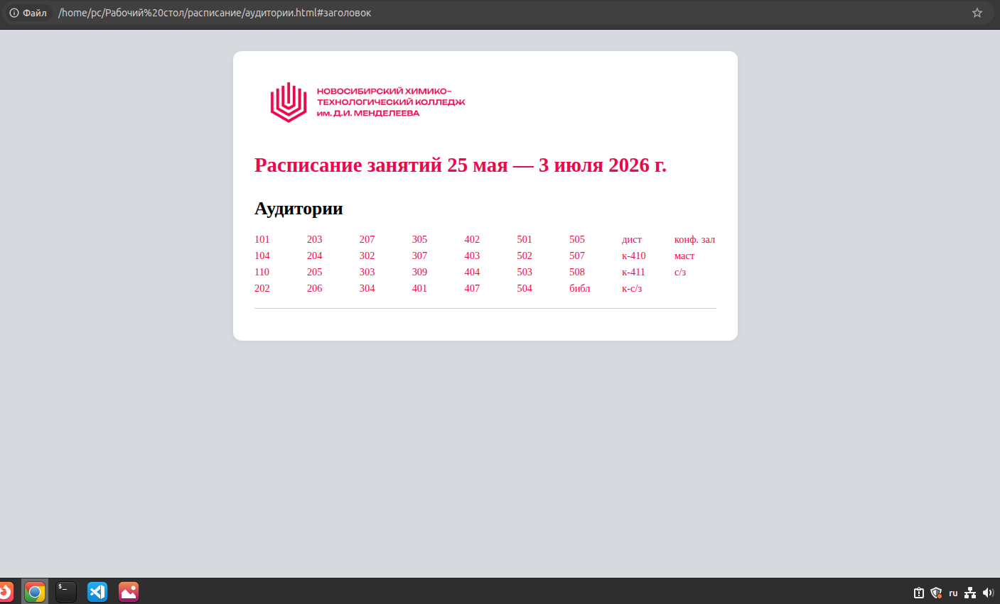 Файл /home/pc/Рабочий%20стол/расписание/аудитории.html#заголовок
НОВОСИБИРСКИЙ ХИМИКО-
ТЕХНОЛОГИЧЕСКИЙ КОЛЛЕДЖ
им. Д.И. МЕНДЕЛЕЕВА
Расписание занятий 25 мая — 3 июля 2026 г.
Аудитории
101 203 207 305 402 501 505 дист конф. зал
104 204 302 307 403 502 507 к-410 маст
110 205 303 309 404 503 508 к-411 с/з
202 206 304 401 407 504 библ к-с/з
$_
ru